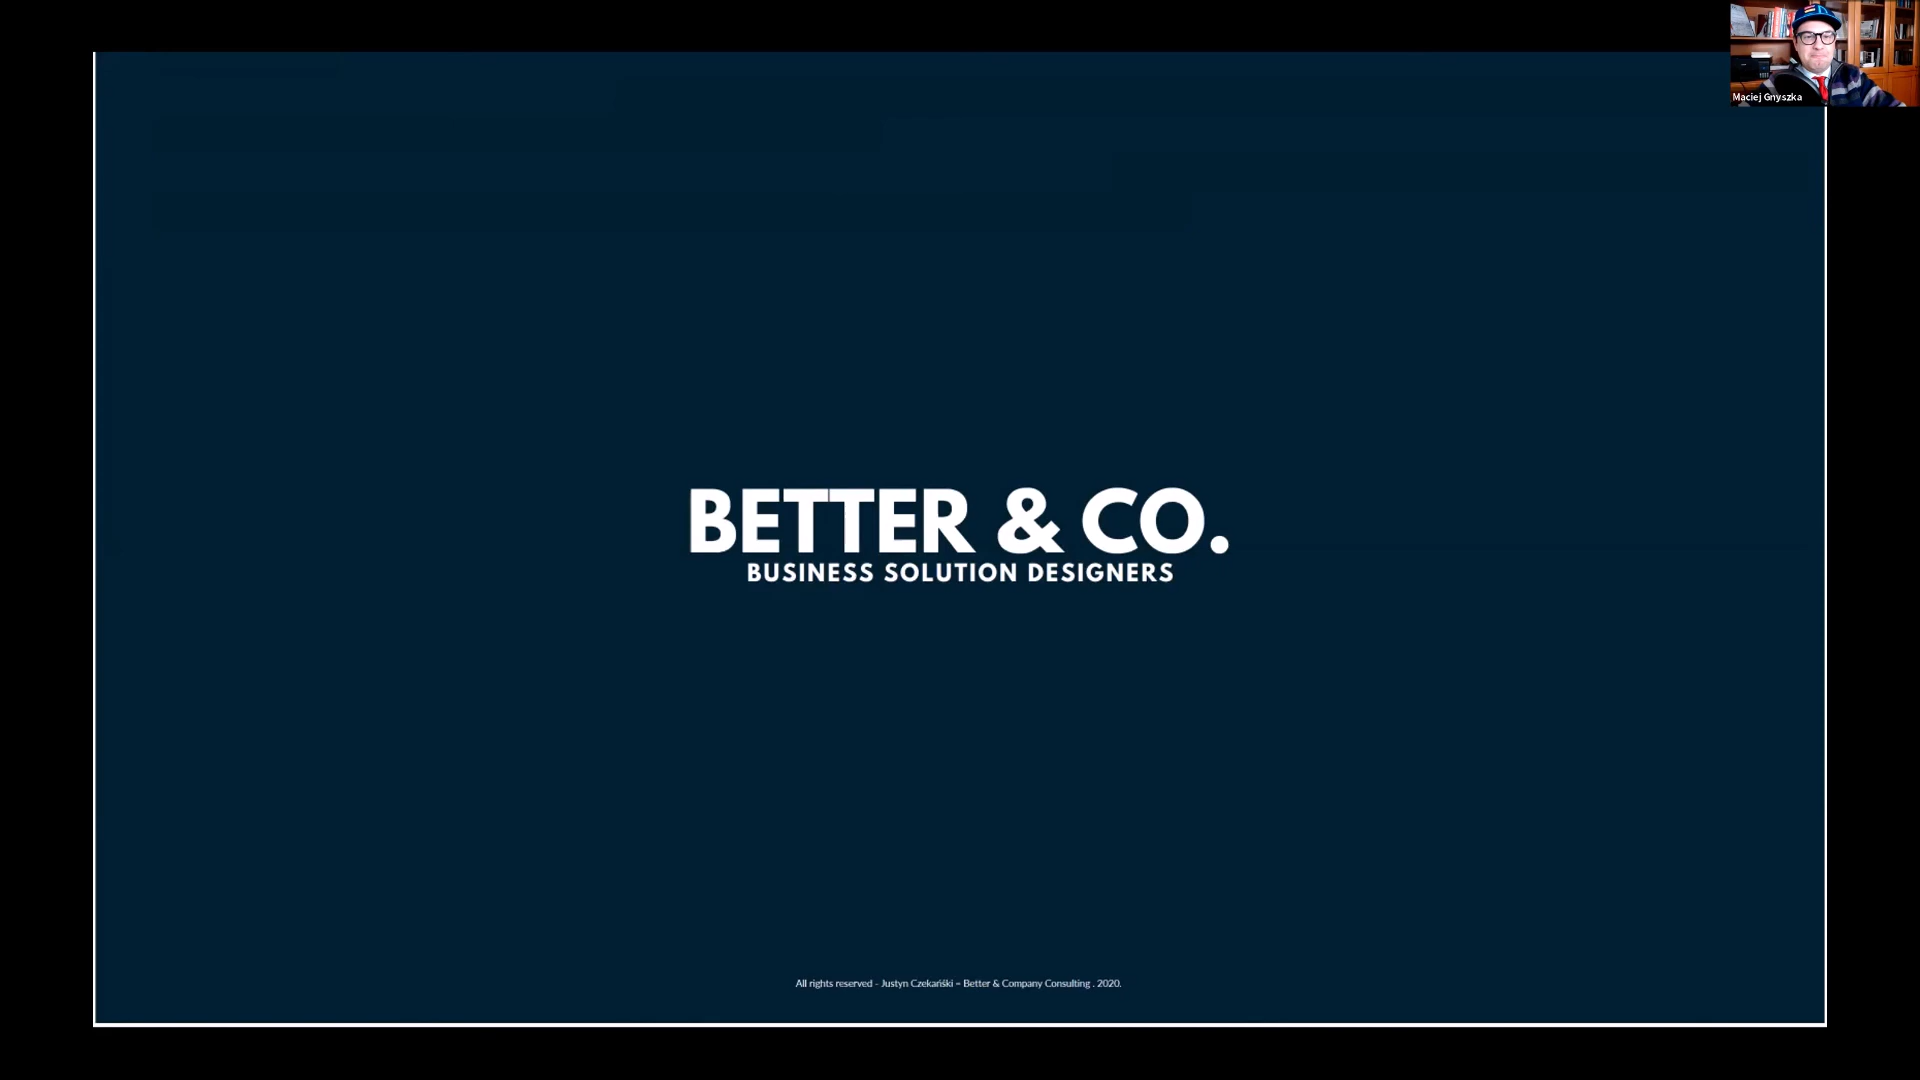 Maciej Gnyszka
BETTER & CO.
BUSINESS SOLUTION DESIGNERS
All rights reserved - Justyn Czekański – Better & Company Consulting . 2020.